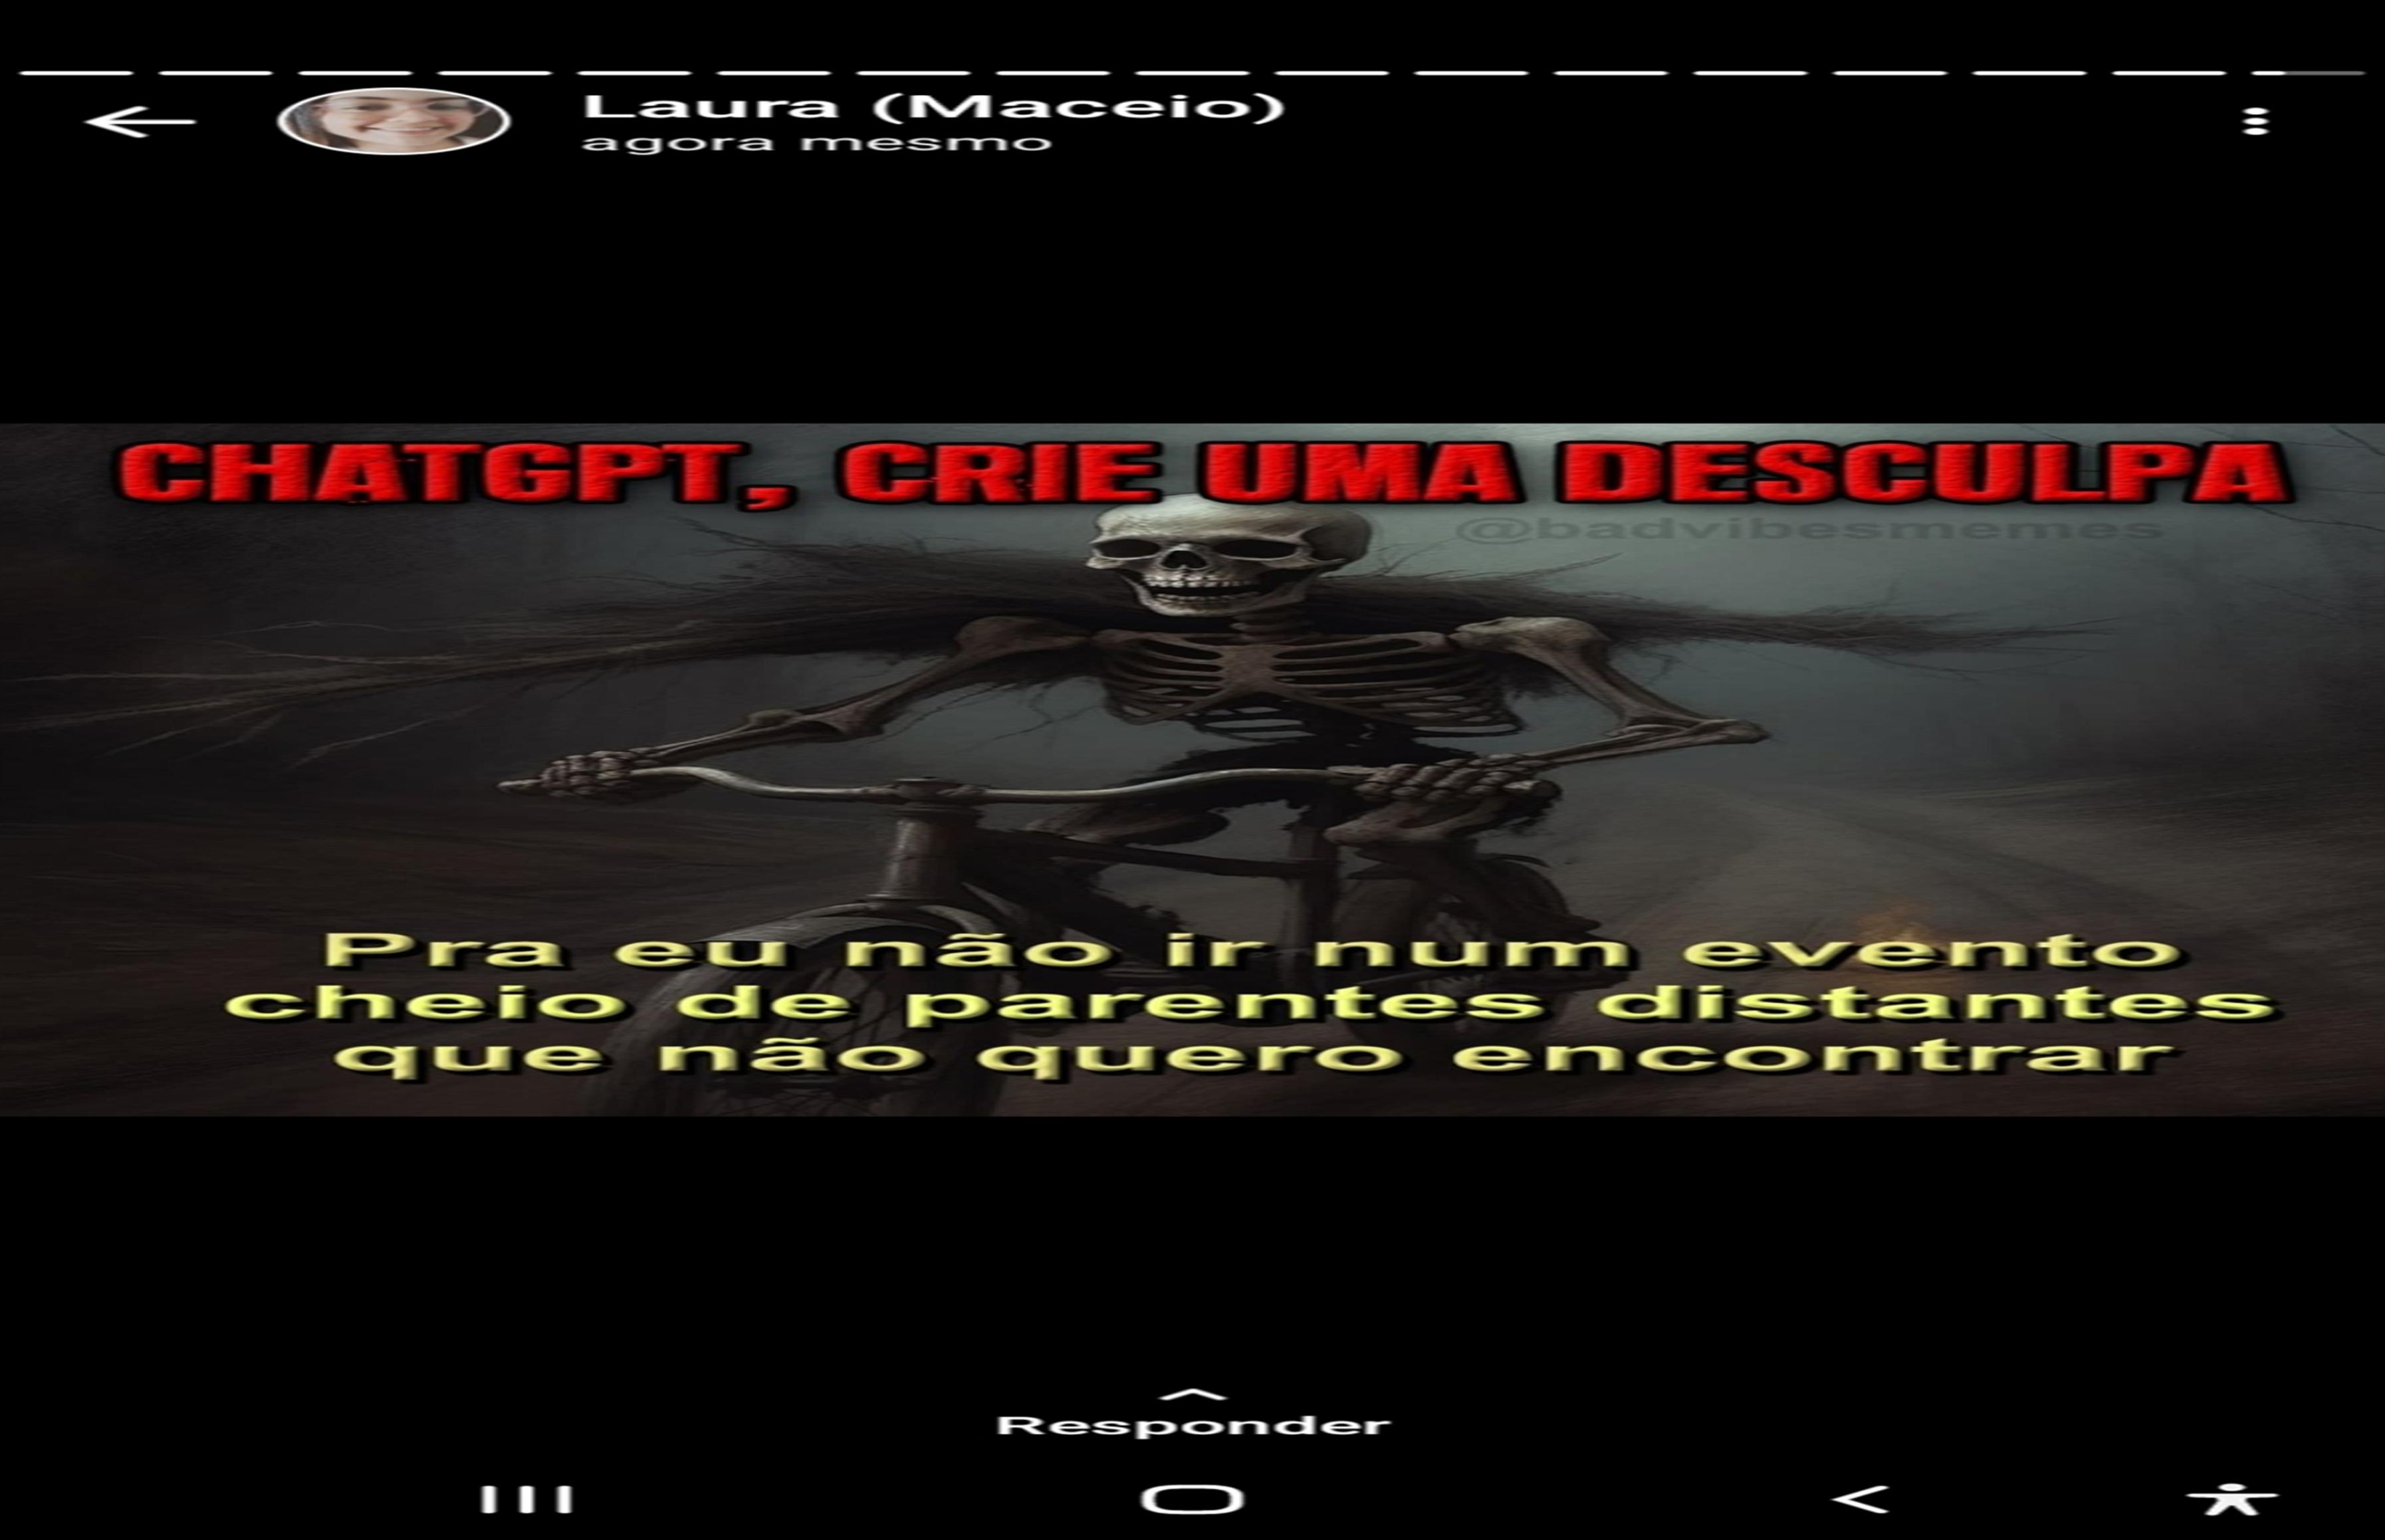 Laura (Maceio)
agora mesmo
CHATGPT, CRIE UMA DESCULPA
@badvibesmemes
Pra eu não ir num evento
cheio de parentes distantes
que não quero encontrar
Responder